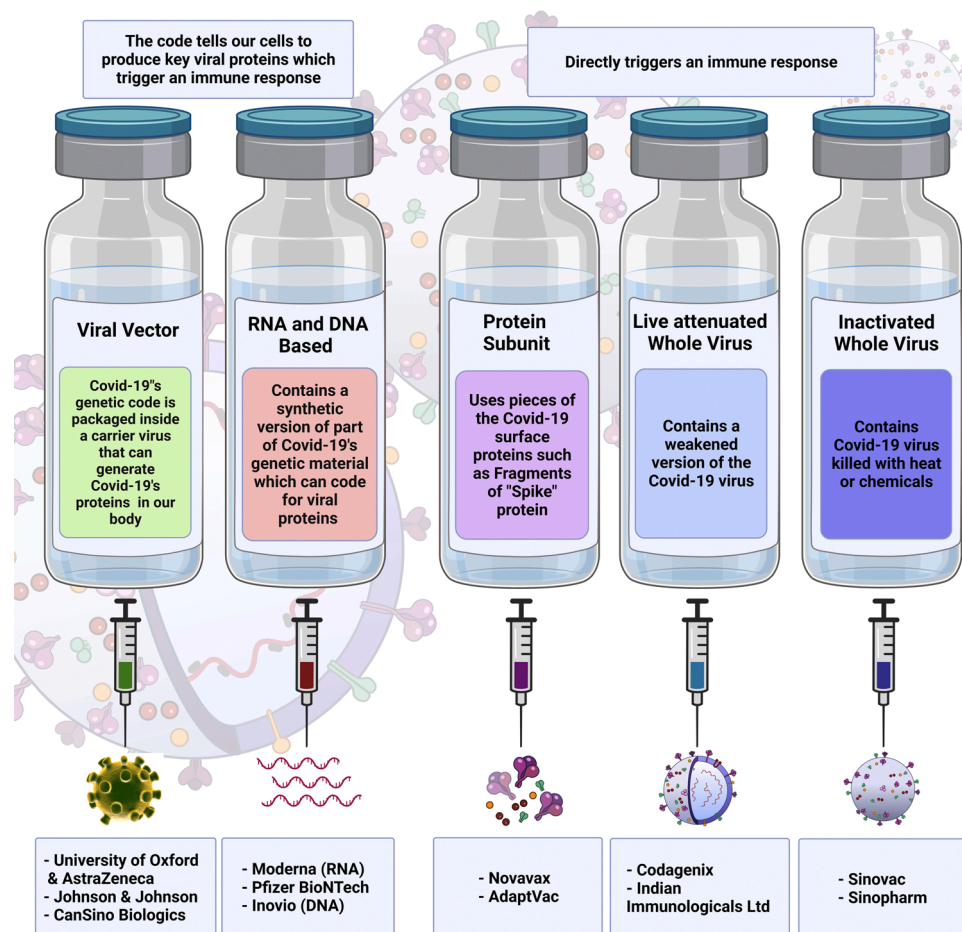 The code tells our cells to
produce key viral proteins which
trigger an immune response
Directly triggers an immune response
Viral Vector
Covid-19"s
genetic code is
packaged inside
a carrier virus
that can
generate
Covid-19's
proteins in our
body
RNA and DNA
Based
Contains a
synthetic
version of part
of Covid-19's
genetic material
which can code
for viral
proteins
Protein
Subunit
Uses pieces of
the Covid-19
surface
proteins such
as Fragments
of "Spike"
protein
Live attenuated
Whole Virus
Contains a
weakened
version of the
Covid-19 virus
Inactivated
Whole Virus
Contains
Covid-19 virus
killed with heat
or chemicals
- University of Oxford
& AstraZeneca
- Johnson & Johnson
- CanSino Biologics
- Moderna (RNA)
- Pfizer BioNTech
- Inovio (DNA)
- Novavax
- AdaptVac
- Codagenix
- Indian
Immunologicals Ltd
- Sinovac
- Sinopharm